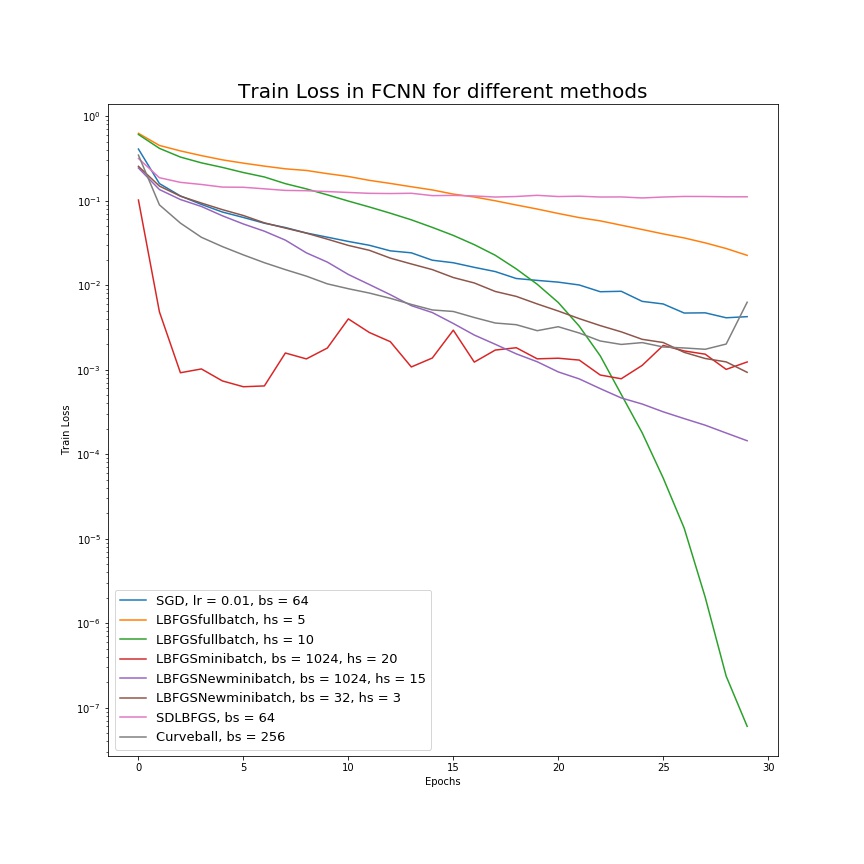 Train Loss in FCNN for different methods
10⁰
10⁻¹
10⁻²
10⁻³
10⁻⁴
10⁻⁵
10⁻⁶
10⁻⁷
Train Loss
SGD, lr = 0.01, bs = 64
LBFGSfullbatch, hs = 5
LBFGSfullbatch, hs = 10
LBFGSminibatch, bs = 1024, hs = 20
LBFGSNewminibatch, bs = 1024, hs = 15
LBFGSNewminibatch, bs = 32, hs = 3
SDLBFGS, bs = 64
Curveball, bs = 256
0 5 10 15 20 25 30
Epochs